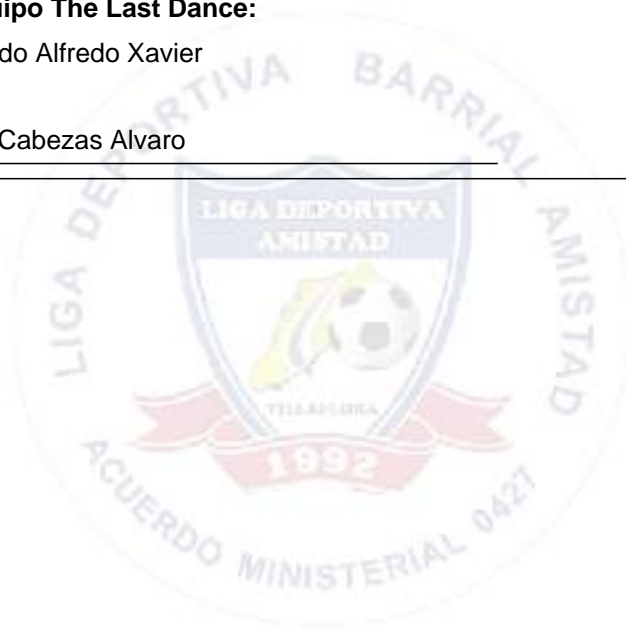 uipo The Last Dance:
do Alfredo Xavier
Cabezas Alvaro
LIGA DEPORTIVA BARRIAL AMISTAD
LIGA DEPORTIVA
AMISTAD
VILLAFLORA
1992
ACUERDO MINISTERIAL 0427